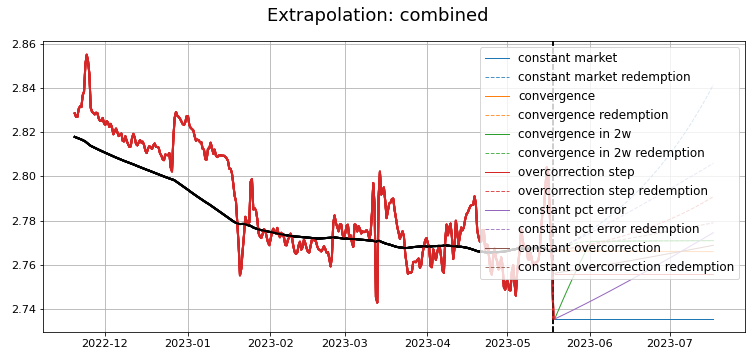 Extrapolation: combined
2.86
2.84
2.82
2.80
2.78
2.76
2.74
constant market
constant market redemption
convergence
convergence redemption
convergence in 2w
convergence in 2w redemption
overcorrection step
overcorrection step redemption
constant pct error
constant pct error redemption
constant overcorrection
constant overcorrection redemption
2022-12 2023-01 2023-02 2023-03 2023-04 2023-05 2023-06 2023-07